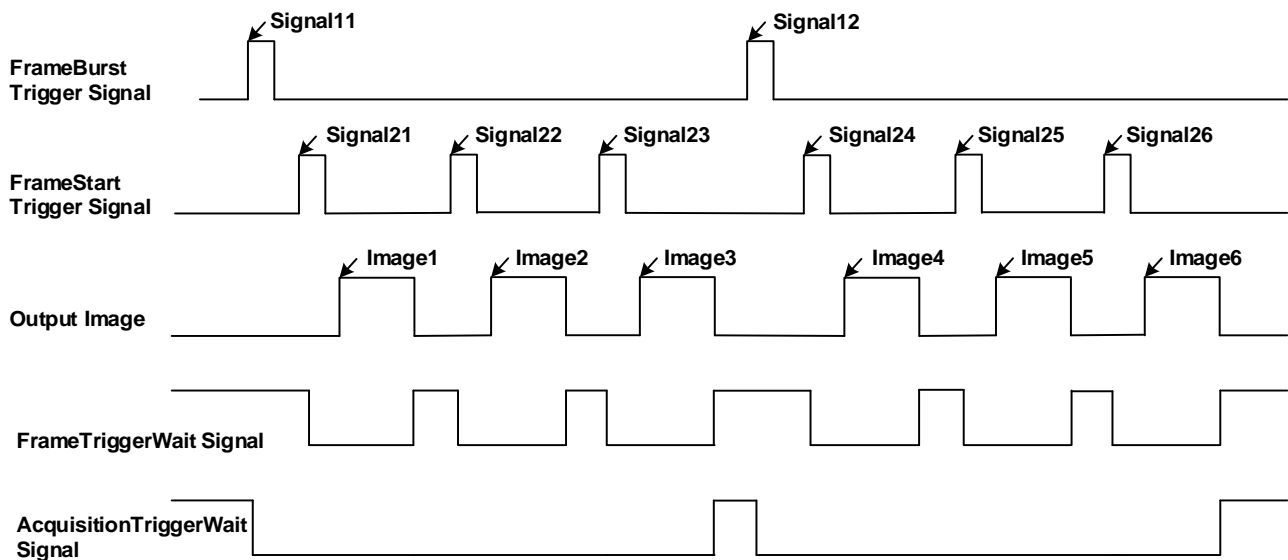 Signal11
Signal12
FrameBurst
Trigger Signal
Signal21
Signal22
Signal23
Signal24
Signal25
Signal26
FrameStart
Trigger Signal
Image1
Image2
Image3
Image4
Image5
Image6
Output Image
FrameTriggerWait Signal
AcquisitionTriggerWait
Signal